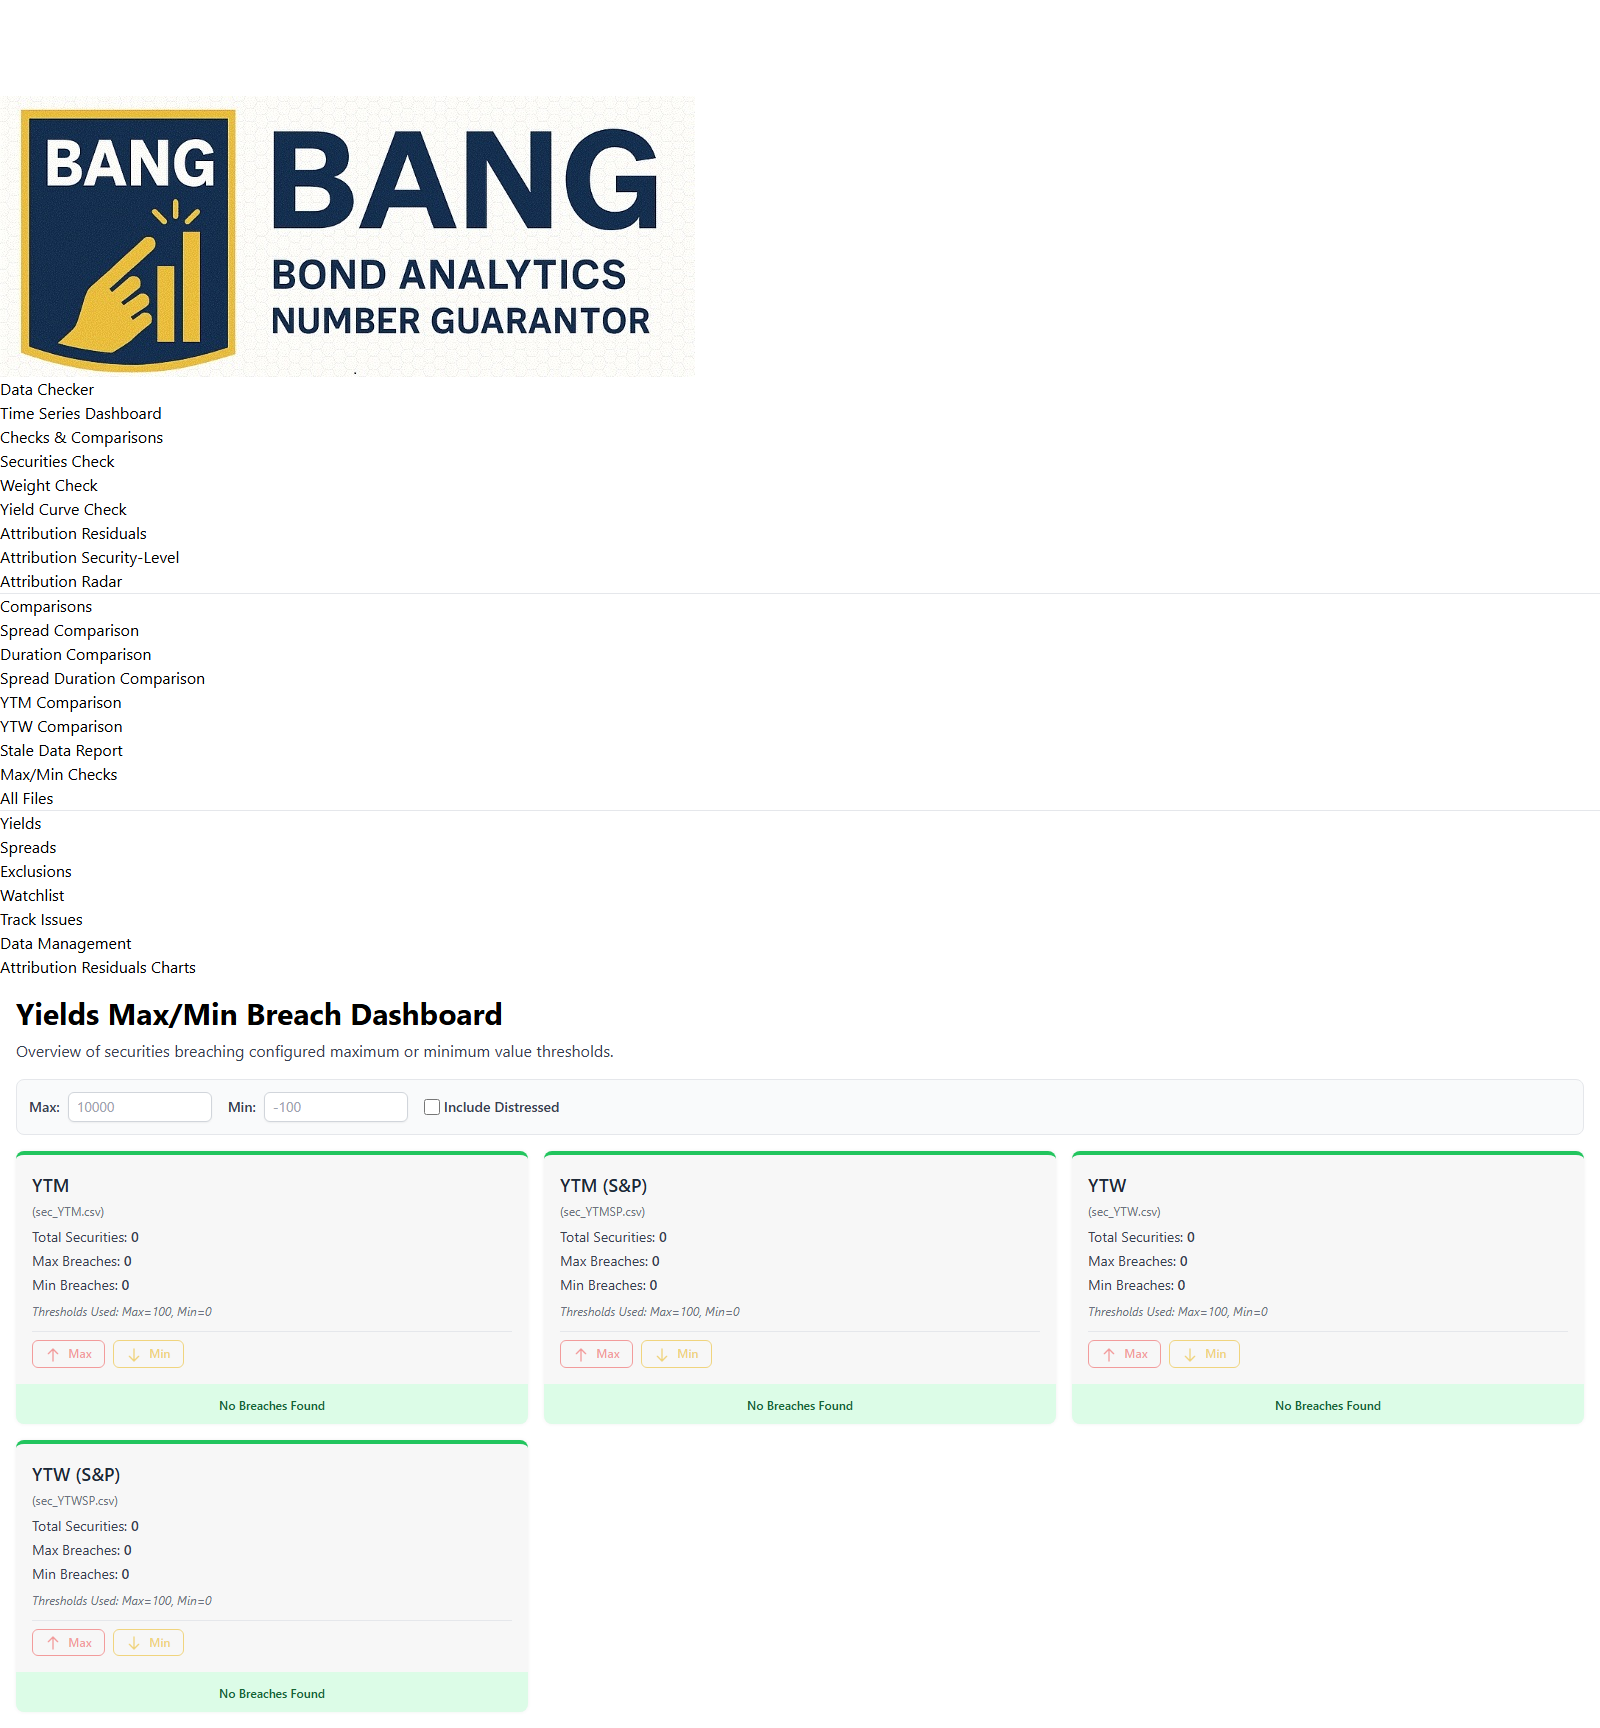 BANG
BANG
BOND ANALYTICS
NUMBER GUARANTOR
Data Checker
Time Series Dashboard
Checks & Comparisons
Securities Check
Weight Check
Yield Curve Check
Attribution Residuals
Attribution Security-Level
Attribution Radar
Comparisons
Spread Comparison
Duration Comparison
Spread Duration Comparison
YTM Comparison
YTW Comparison
Stale Data Report
Max/Min Checks
All Files
Yields
Spreads
Exclusions
Watchlist
Track Issues
Data Management
Attribution Residuals Charts
Yields Max/Min Breach Dashboard
Overview of securities breaching configured maximum or minimum value thresholds.
Max: 10000 Min: -100 Include Distressed
YTM
(sec_YTM.csv)
Total Securities: 0
Max Breaches: 0
Min Breaches: 0
Thresholds Used: Max=100, Min=0
Max Min
No Breaches Found
YTM (S&P)
(sec_YTMSP.csv)
Total Securities: 0
Max Breaches: 0
Min Breaches: 0
Thresholds Used: Max=100, Min=0
Max Min
No Breaches Found
YTW
(sec_YTW.csv)
Total Securities: 0
Max Breaches: 0
Min Breaches: 0
Thresholds Used: Max=100, Min=0
Max Min
No Breaches Found
YTW (S&P)
(sec_YTWSP.csv)
Total Securities: 0
Max Breaches: 0
Min Breaches: 0
Thresholds Used: Max=100, Min=0
Max Min
No Breaches Found